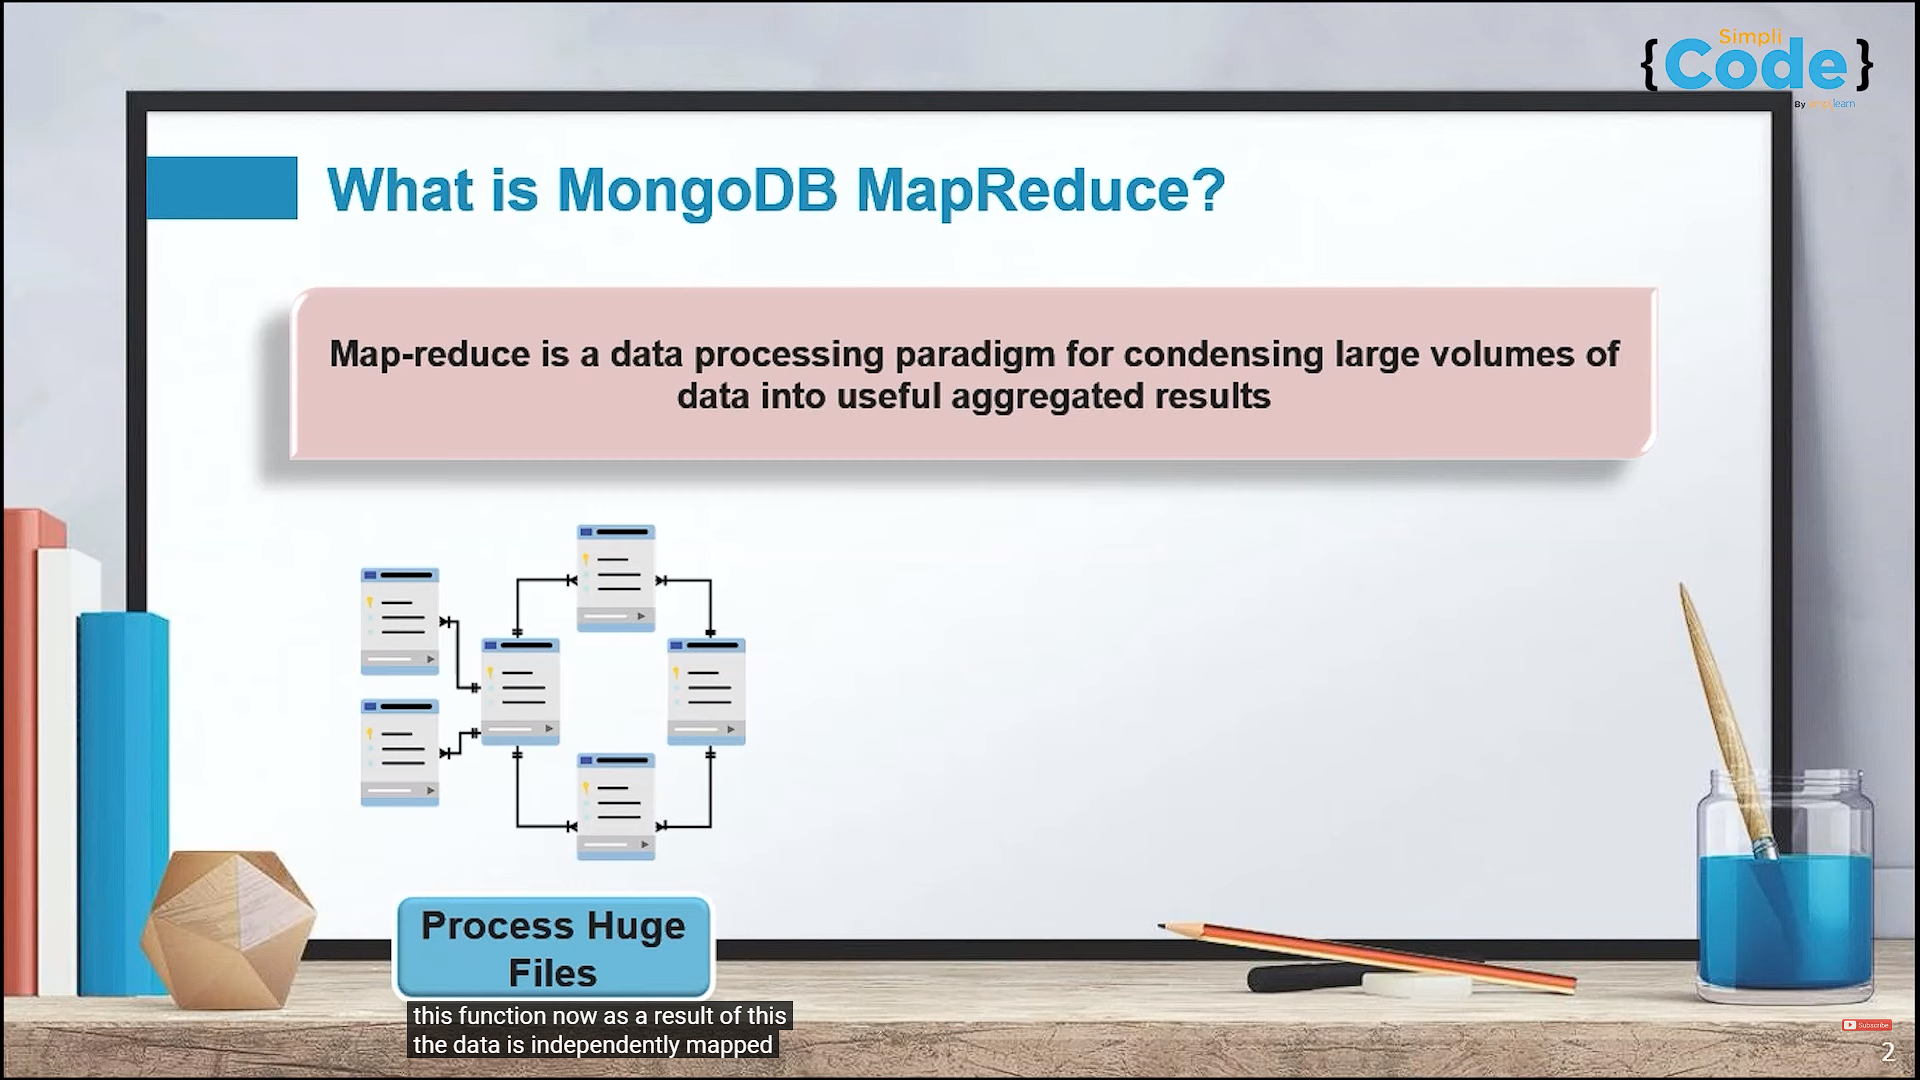 Simpli
{Code}
By simplilearn
What is MongoDB MapReduce?
Map-reduce is a data processing paradigm for condensing large volumes of
data into useful aggregated results
Process Huge
Files
this function now as a result of this
the data is independently mapped
Subscribe
2